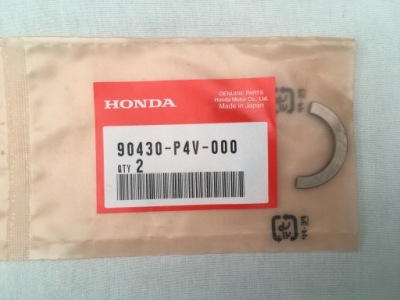 HONDA
GENUINE PARTS
Honda Motor Co., Ltd.
Made in Japan
90430-P4V-000
QTY 2